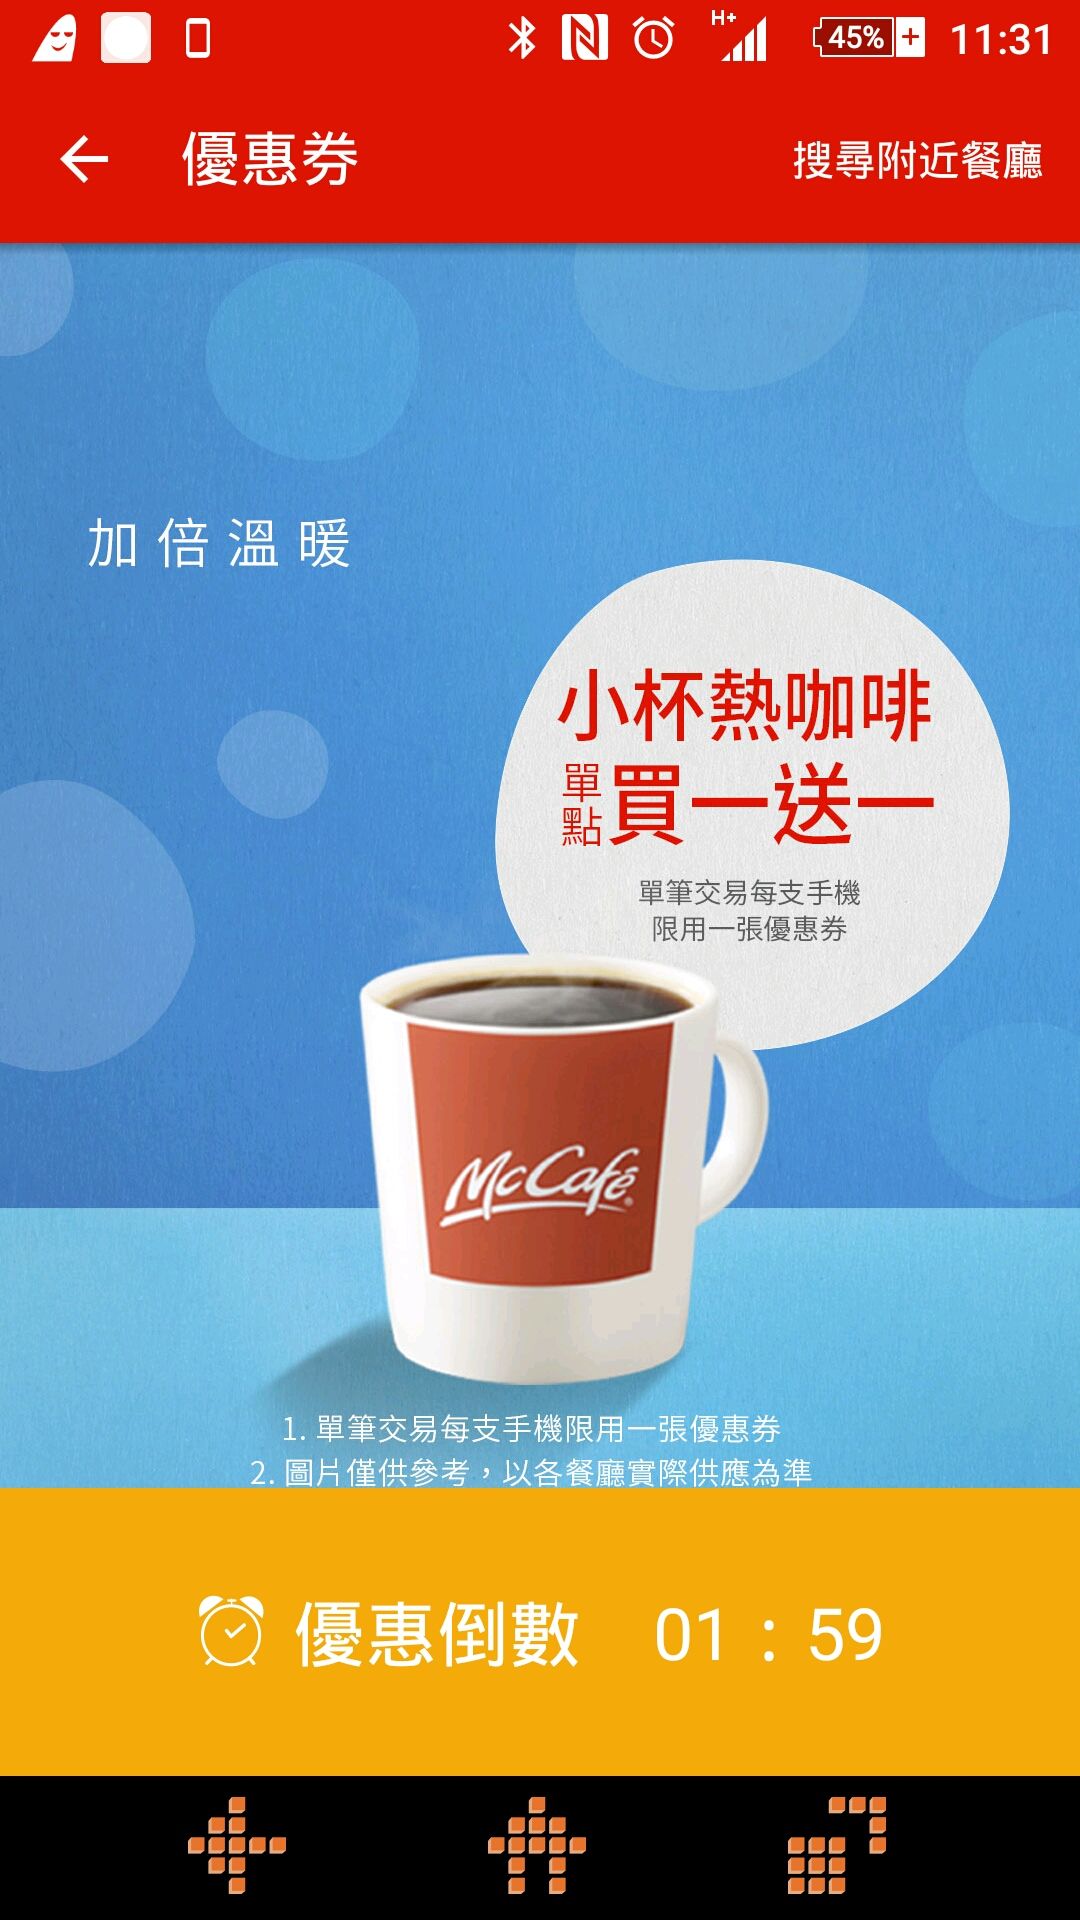 H+
45%
11:31
優惠券
搜尋附近餐廳
加倍溫暖
小杯熱咖啡
單點買一送一
單筆交易每支手機
限用一張優惠券
McCafé®
1. 單筆交易每支手機限用一張優惠券
2. 圖片僅供參考，以各餐廳實際供應為準
優惠倒數 01 : 59